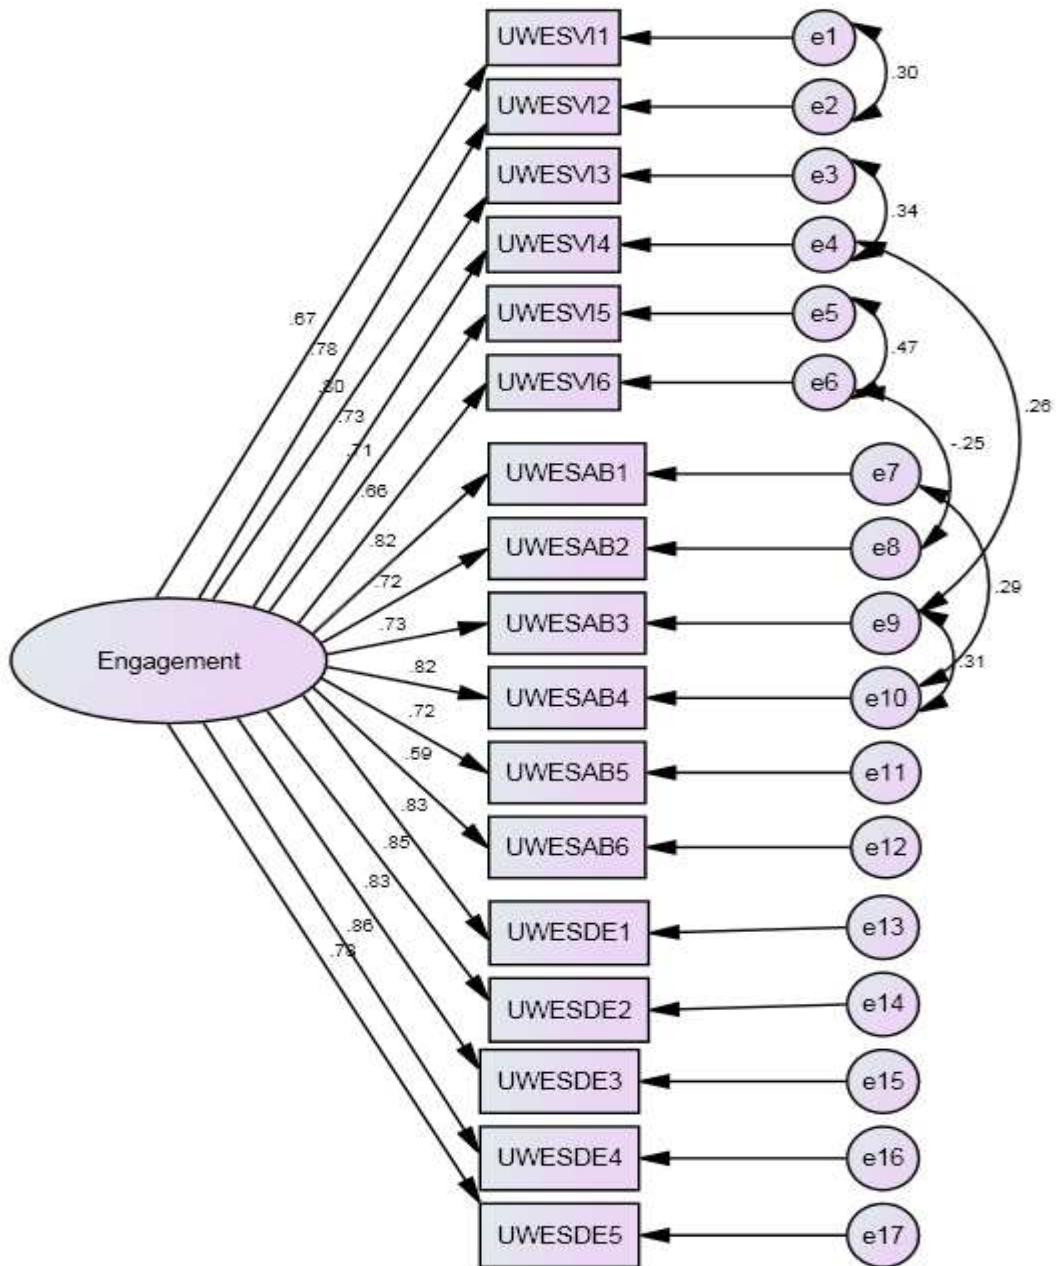 UWESVI1
e1
.30
UWESVI2
e2
UWESVI3
e3
.34
UWESVI4
e4
UWESVI5
e5
.47
UWESVI6
e6
.67
.78
.80
.73
.71
.66
.26
-.25
UWESAB1
e7
.82
UWESAB2
e8
.72
.29
UWESAB3
e9
.73
.31
Engagement
UWESAB4
e10
.82
UWESAB5
e11
.72
UWESAB6
e12
.59
.83
.85
.83
.86
UWESDE1
e13
UWESDE2
e14
UWESDE3
e15
UWESDE4
e16
UWESDE5
e17